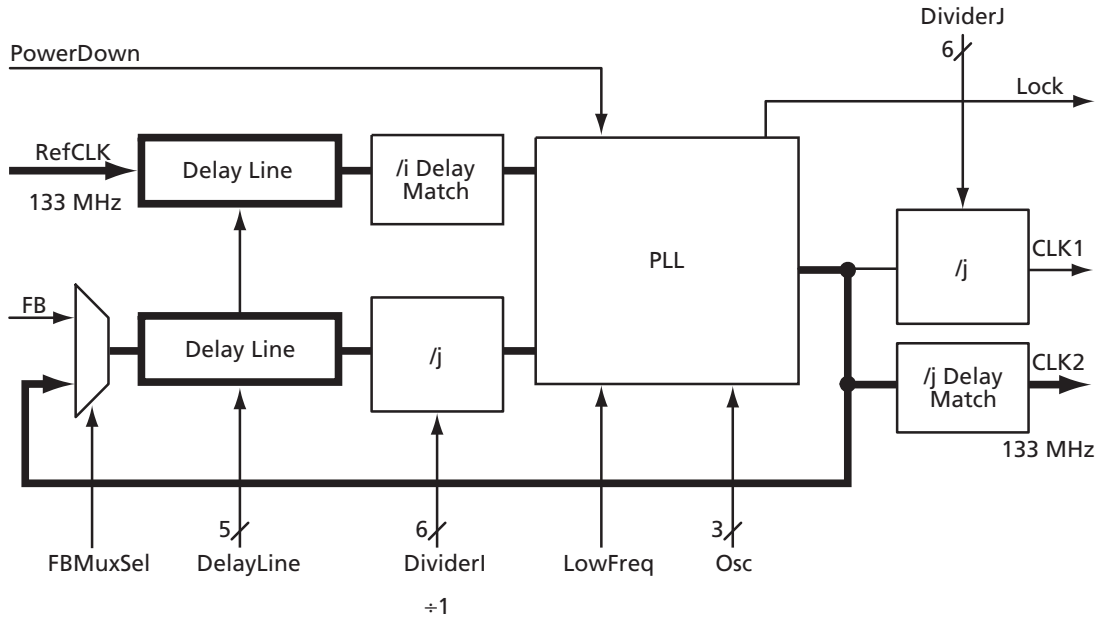 DividerJ
6
PowerDown
Lock
RefCLK
133 MHz
Delay Line
/i Delay
Match
PLL
/j
CLK1
FB
Delay Line
/j
/j Delay
Match
CLK2
133 MHz
5
6
3
FBMuxSel
DelayLine
DividerI
LowFreq
Osc
÷1